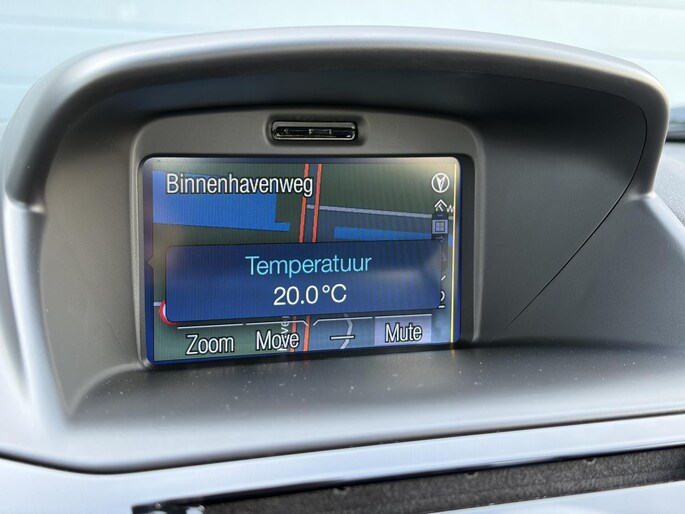 Binnenhavenweg
Temperatuur
20.0°C
Zoom
Move
—
Mute